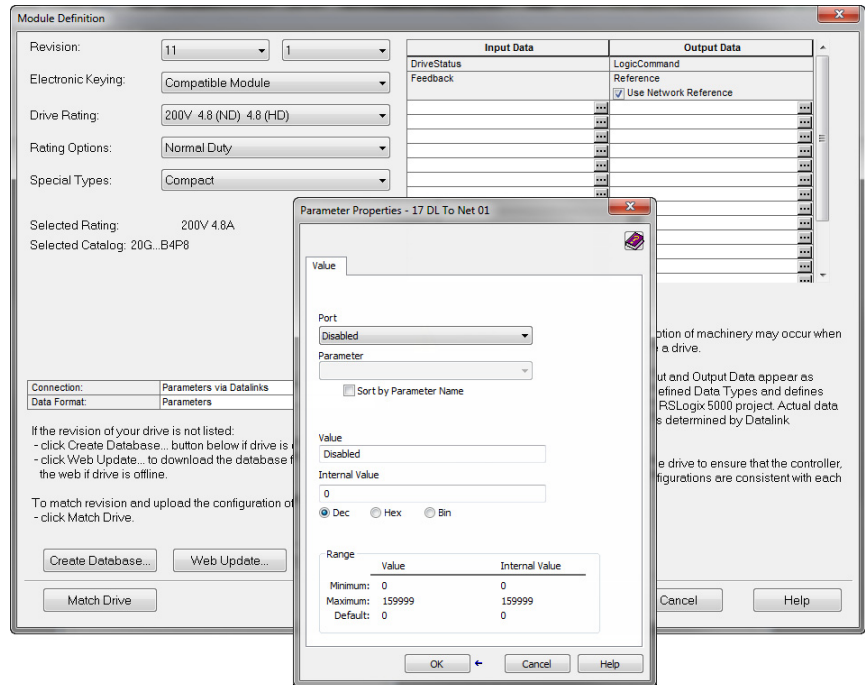 Module Definition
Revision: 11 1
Electronic Keying: Compatible Module
Drive Rating: 200V 4.8 (ND) 4.8 (HD)
Rating Options: Normal Duty
Special Types: Compact
Selected Rating: 200V 4.8A
Selected Catalog: 20G...B4P8
Input Data Output Data
DriveStatus LogicCommand
Feedback Reference
Use Network Reference
Connection: Parameters via Datalinks
Data Format: Parameters
If the revision of your drive is not listed:
- click Create Database... button below if drive is
- click Web Update... to download the database
the web if drive is offline.
To match revision and upload the configuration of
- click Match Drive.
Create Database... Web Update...
Match Drive
ption of machinery may occur when
a drive.
ut and Output Data appear as
efined Data Types and defines
RSLogix 5000 project. Actual data
s determined by Datalink
e drive to ensure that the controller,
figurations are consistent with each
Cancel Help
Parameter Properties - 17 DL To Net 01
Value
Port
Disabled
Parameter
Sort by Parameter Name
Value
Disabled
Internal Value
0
Dec Hex Bin
Range
Value Internal Value
Minimum: 0 0
Maximum: 159999 159999
Default: 0 0
OK Cancel Help